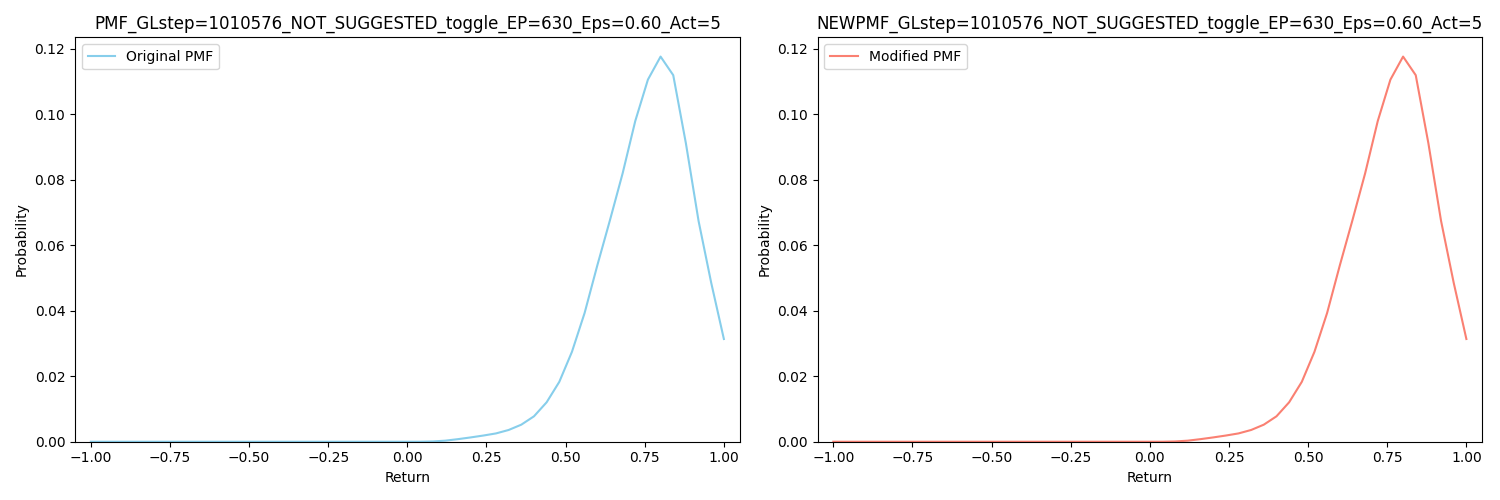 PMF_GLstep=1010576_NOT_SUGGESTED_toggle_EP=630_Eps=0.60_Act=5
Original PMF
0.12
0.10
0.08
0.06
0.04
0.02
0.00
Probability
−1.00 −0.75 −0.50 −0.25 0.00 0.25 0.50 0.75 1.00
Return
NEWPMF_GLstep=1010576_NOT_SUGGESTED_toggle_EP=630_Eps=0.60_Act=5
Modified PMF
0.12
0.10
0.08
0.06
0.04
0.02
0.00
Probability
−1.00 −0.75 −0.50 −0.25 0.00 0.25 0.50 0.75 1.00
Return